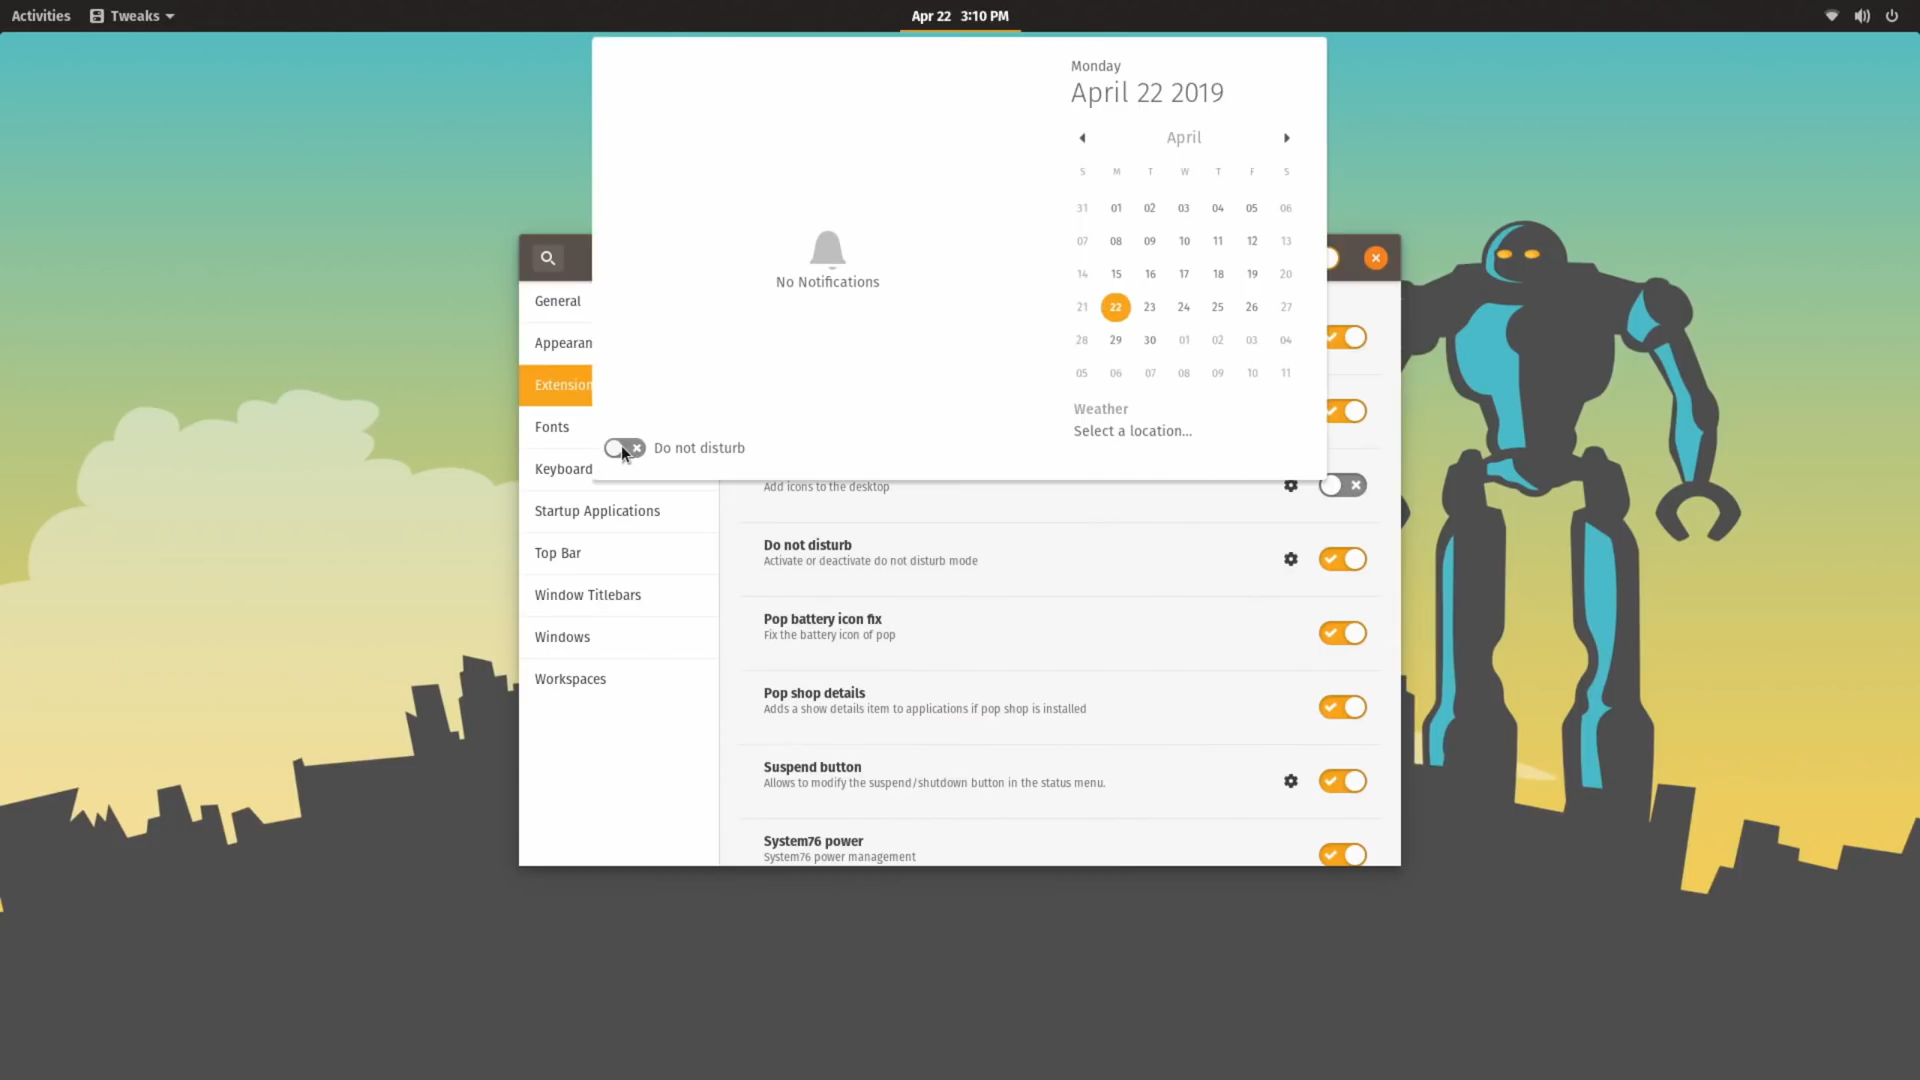 Activities Tweaks Apr 22 3:10 PM
Monday
April 22 2019
April
S M T W T F S
31 01 02 03 04 05 06
07 08 09 10 11 12 13
14 15 16 17 18 19 20
21 22 23 24 25 26 27
28 29 30 01 02 03 04
05 06 07 08 09 10 11
Weather
Select a location...
No Notifications
Do not disturb
General
Appearan
Extension
Fonts
Keyboard
Startup Applications
Top Bar
Window Titlebars
Windows
Workspaces
Add icons to the desktop
Do not disturb
Activate or deactivate do not disturb mode
Pop battery icon fix
Fix the battery icon of pop
Pop shop details
Adds a show details item to applications if pop shop is installed
Suspend button
Allows to modify the suspend/shutdown button in the status menu.
System76 power
System76 power management